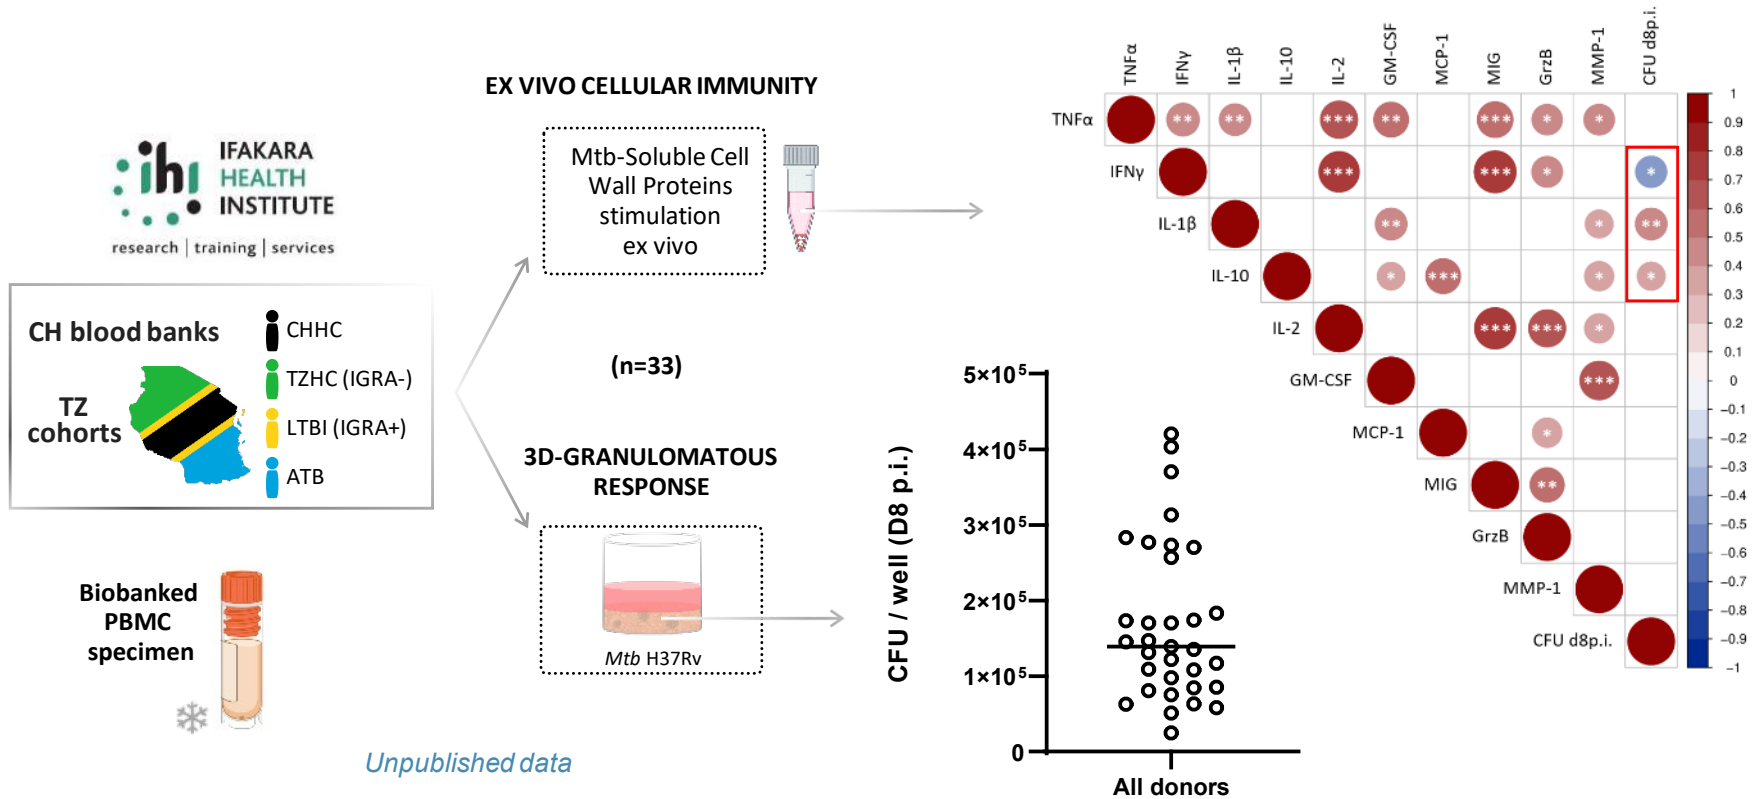 ihi
IFAKARA
HEALTH
INSTITUTE
research | training | services
CH blood banks
TZ
cohorts
CHHC
TZHC (IGRA-)
LTBI (IGRA+)
ATB
Biobanked
PBMC
specimen
EX VIVO CELLULAR IMMUNITY
Mtb-Soluble Cell
Wall Proteins
stimulation
ex vivo
(n=33)
3D-GRANULOMATOUS
RESPONSE
Mtb H37Rv
Unpublished data
CFU / well (D8 p.i.)
5×10⁵
4×10⁵
3×10⁵
2×10⁵
1×10⁵
0
All donors
TNFα
IFNγ
IL-1β
IL-10
IL-2
GM-CSF
MCP-1
MIG
GrzB
MMP-1
CFU d8p.i.
TNFα ** ** *** ** *** * *
IFNγ *** *** * *
IL-1β ** * **
IL-10 * *** * *
IL-2 *** *** *
GM-CSF ***
MCP-1 *
MIG **
GrzB
MMP-1
CFU d8p.i.
1
0.9
0.8
0.7
0.6
0.5
0.4
0.3
0.2
0.1
0
−0.1
−0.2
−0.3
−0.4
−0.5
−0.6
−0.7
−0.8
−0.9
−1